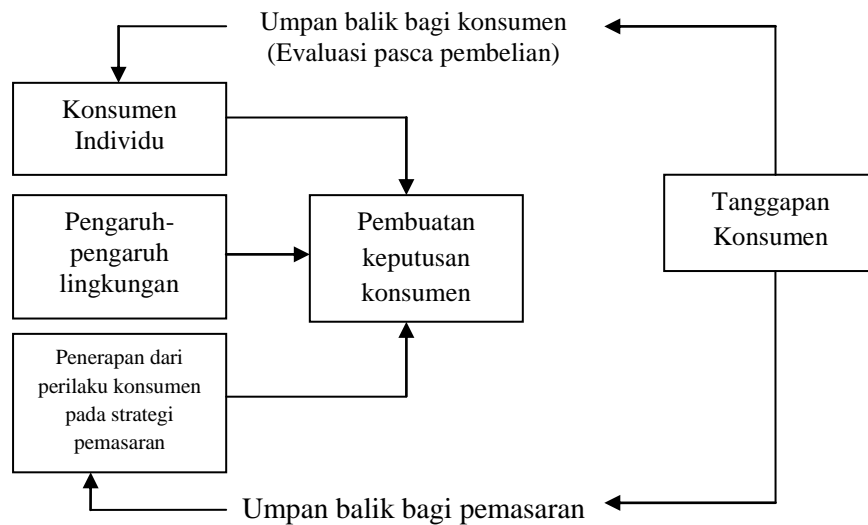 Umpan balik bagi konsumen
(Evaluasi pasca pembelian)
Konsumen
Individu
Pengaruh-
pengaruh
lingkungan
Pembuatan
keputusan
konsumen
Tanggapan
Konsumen
Penerapan dari
perilaku konsumen
pada strategi
pemasaran
Umpan balik bagi pemasaran